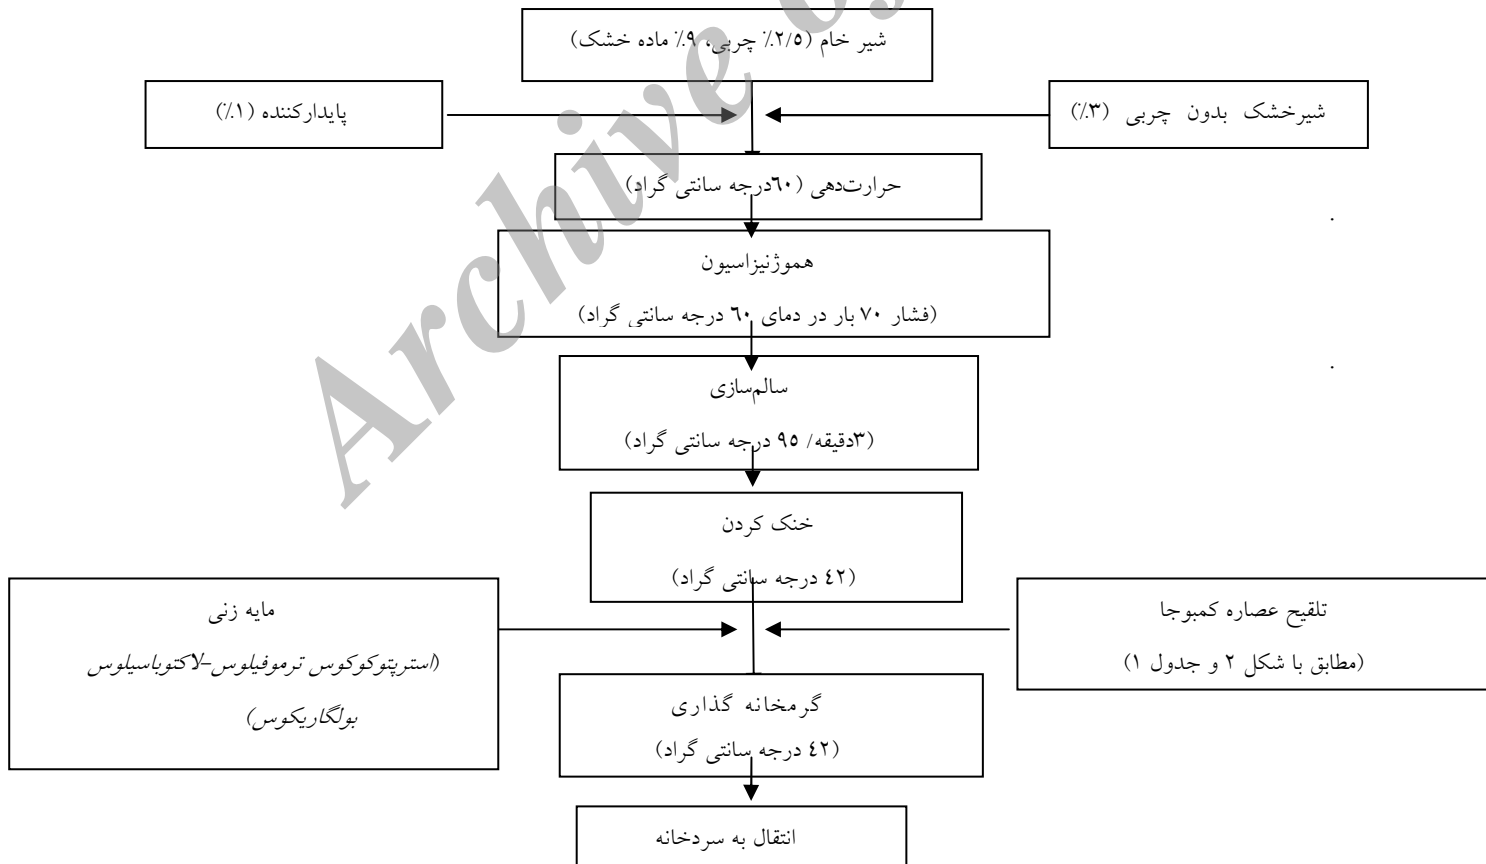 شیر خام (۲/۵٪ چربی، ۹٪ ماده خشک)
پایدارکننده (۱٪)
شیرخشک بدون چربی (۳٪)
حرارت‌دهی (۶۰درجه سانتی گراد)
هموژنیزاسیون
(فشار ۷۰ بار در دمای ۶۰ درجه سانتی گراد)
سالم‌سازی
(۳دقیقه/ ۹۵ درجه سانتی گراد)
خنک کردن
(۴۲ درجه سانتی گراد)
مایه زنی
(استرپتوکوکوس ترموفیلوس-لاکتوباسیلوس
بولگاریکوس)
تلقیح عصاره کمبوجا
(مطابق با شکل ۲ و جدول ۱)
گرمخانه گذاری
(۴۲ درجه سانتی گراد)
انتقال به سردخانه
Archive of